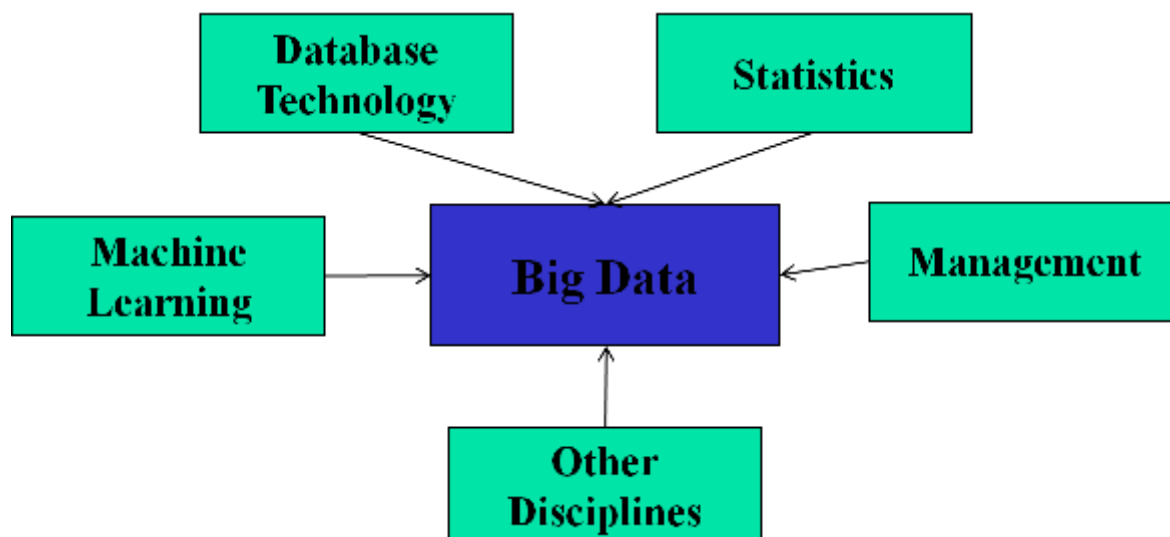 Database
Technology
Statistics
Machine
Learning
Big Data
Management
Other
Disciplines